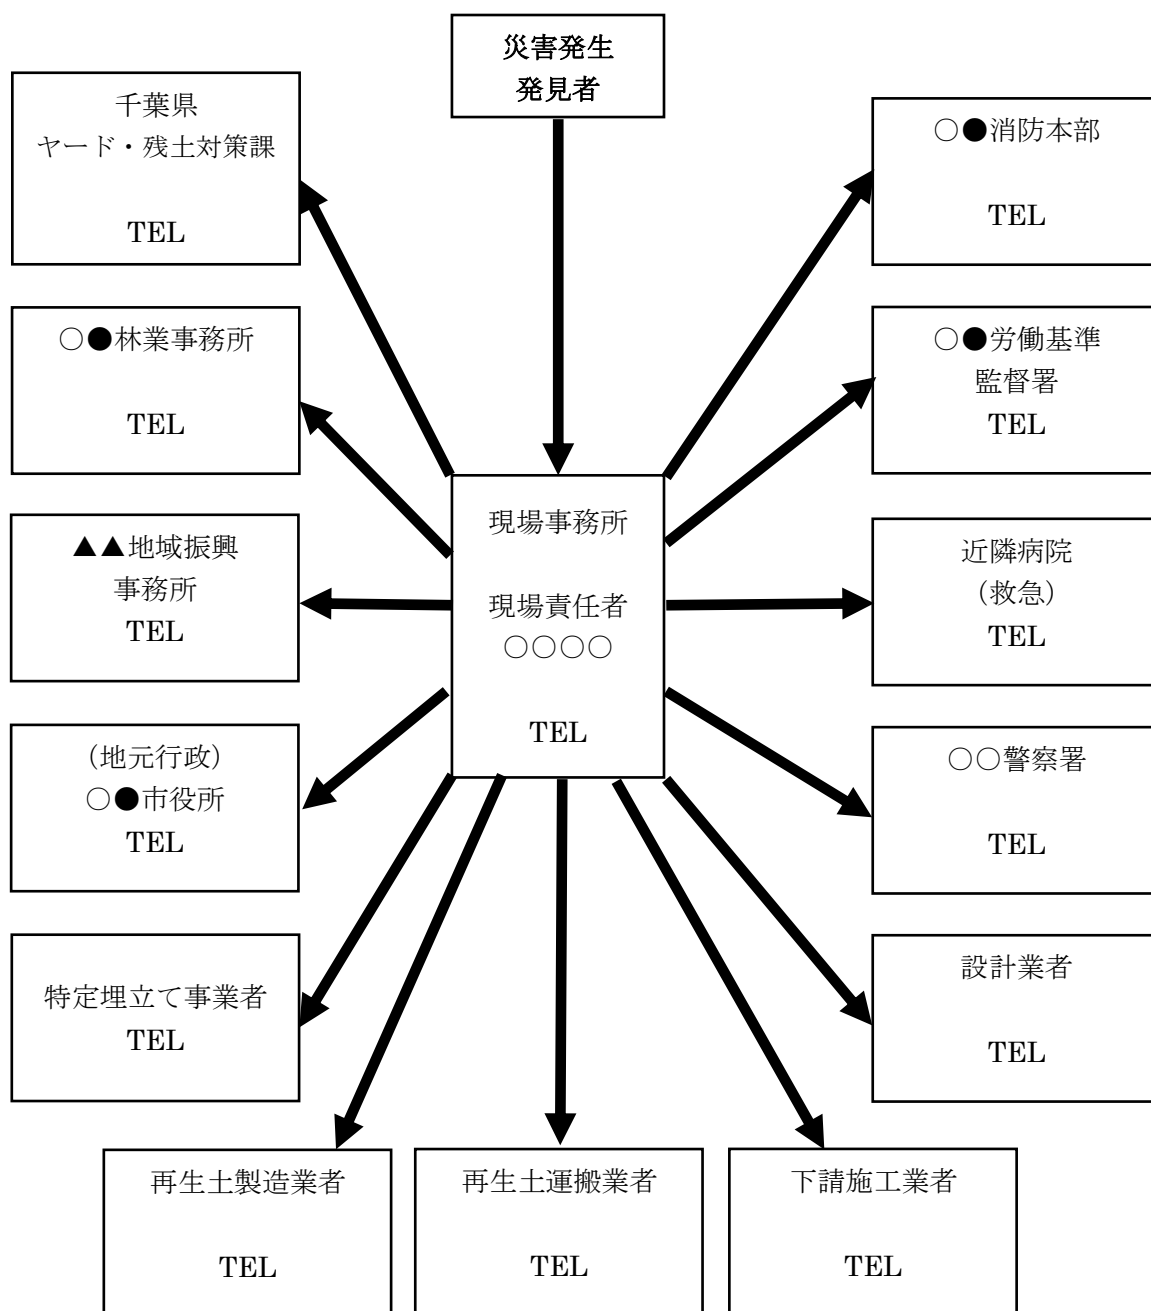 災害発生
発見者
千葉県
ヤード・残土対策課
TEL
○●消防本部
TEL
○●林業事務所
TEL
○●労働基準
監督署
TEL
現場事務所
現場責任者
○○○○
TEL
▲▲地域振興
事務所
TEL
近隣病院
（救急）
TEL
（地元行政）
○●市役所
TEL
○○警察署
TEL
特定埋立て事業者
TEL
設計業者
TEL
再生土製造業者
TEL
再生土運搬業者
TEL
下請施工業者
TEL